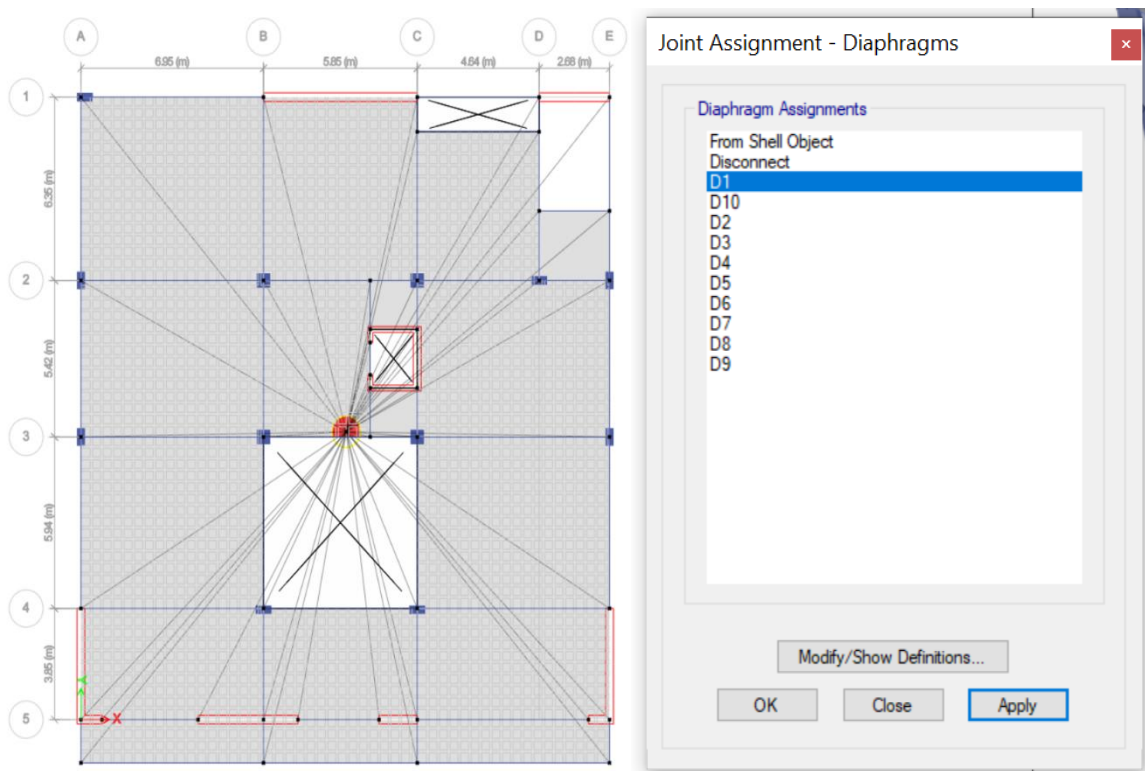 A B C D E
6.95 (m) 5.85 (m) 4.64 (m) 2.68 (m)
1
6.35 (m)
2
5.42 (m)
3
5.94 (m)
4
3.85 (m)
5
X
Joint Assignment - Diaphragms
Diaphragm Assignments
From Shell Object
Disconnect
D1
D10
D2
D3
D4
D5
D6
D7
D8
D9
Modify/Show Definitions...
OK Close Apply